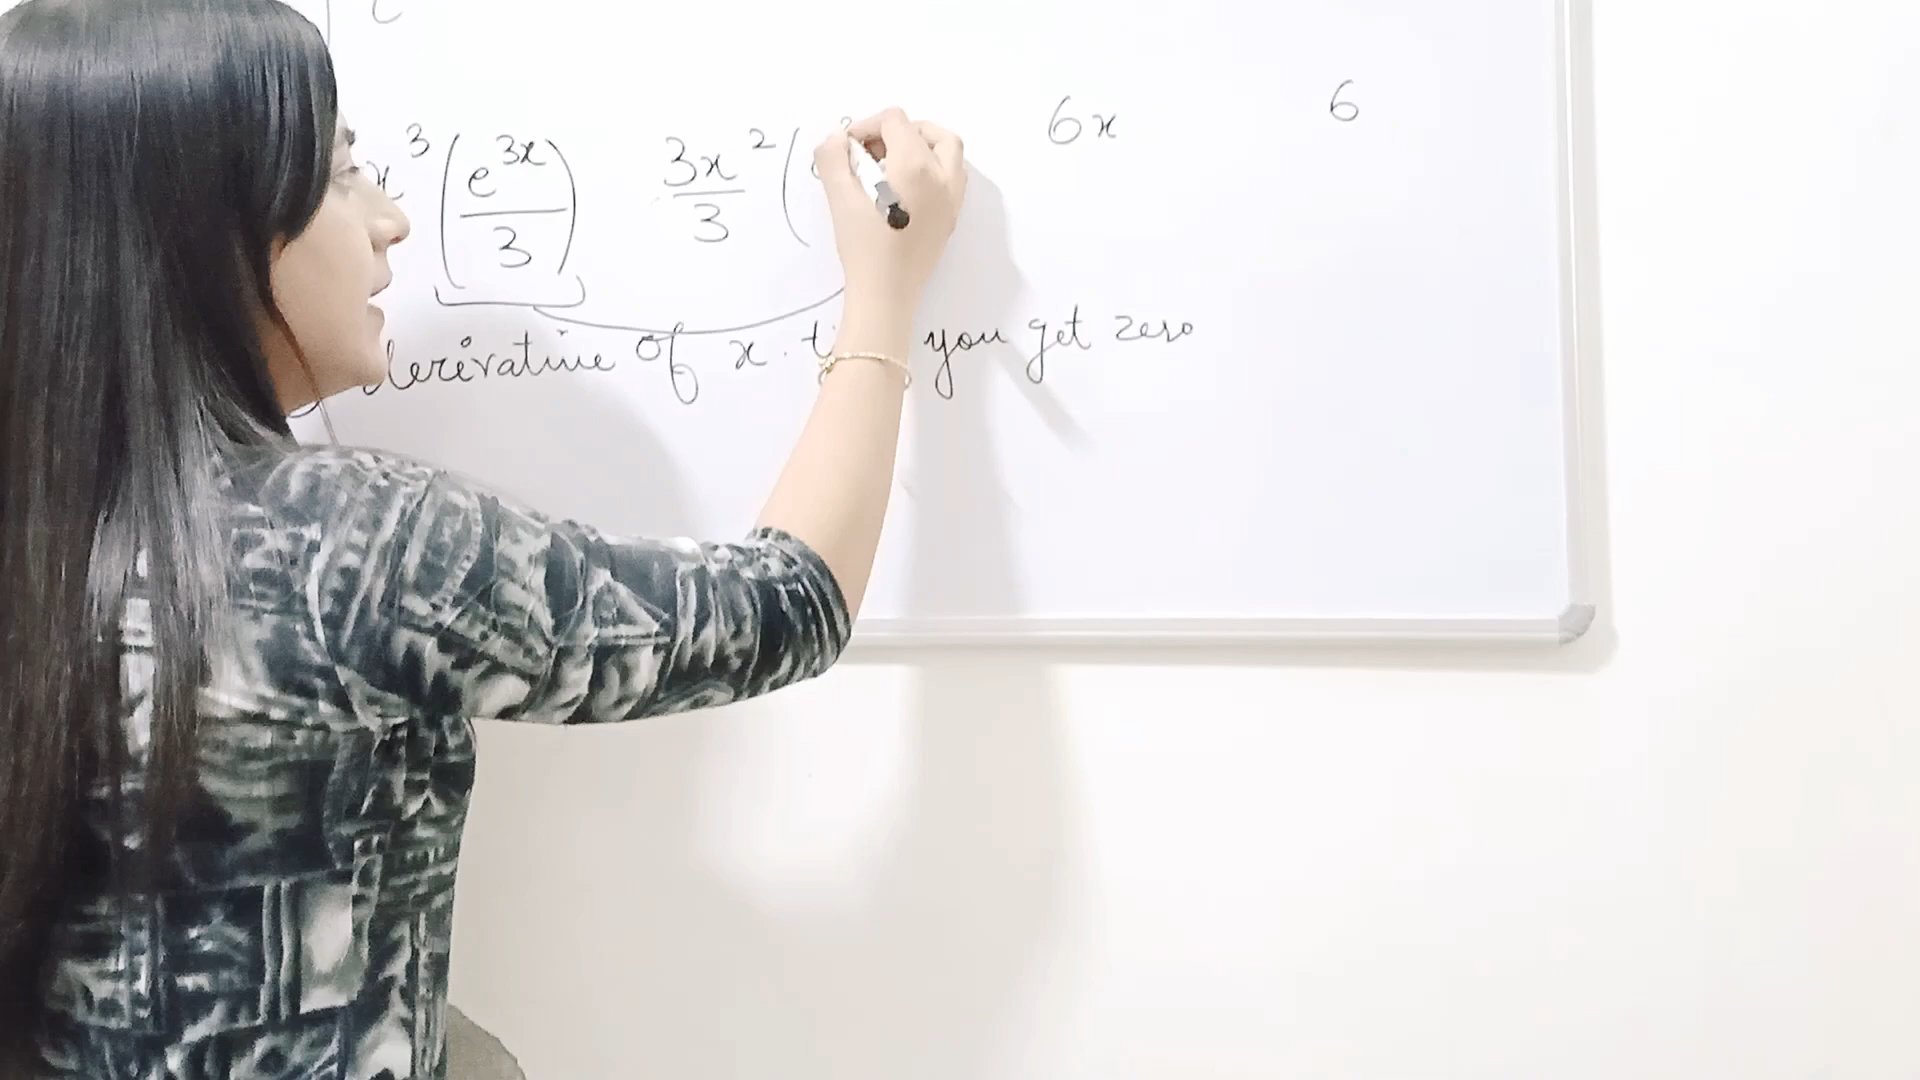 x³ (e^{3x}/3) 3x²/3 ( 6x 6
derivative of x. you get zero